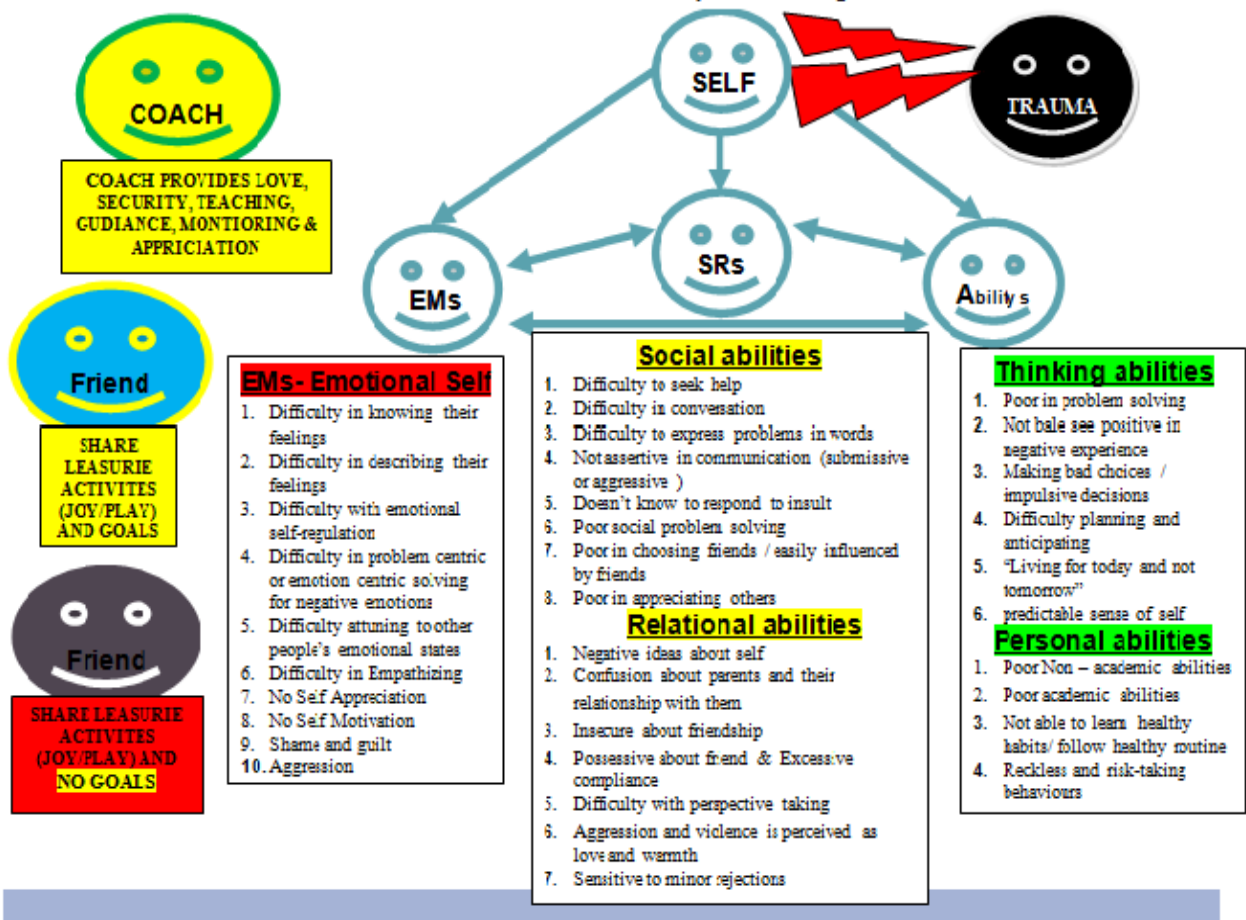 SELF
TRAUMA
COACH
COACH PROVIDES LOVE,
SECURITY, TEACHING,
GUDIANCE, MONTIORING &
APPRICIATION
SRs
EMs
Abilitys
Friend
SHARE
LEASURIE
ACTIVITES
(JOY/PLAY)
AND GOALS
Friend
SHARE LEASURIE
ACTIVITES
(JOY/PLAY) AND
NO GOALS
EMs- Emotional Self
1. Difficulty in knowing their
feelings
2. Difficulty in describing their
feelings
3. Difficulty with emotional
self-regulation
4. Difficulty in problem centric
or emotion centric solving
for negative emotions
5. Difficulty attuning to other
people's emotional states
6. Difficulty in Empathizing
7. No Self Appreciation
8. No Self Motivation
9. Shame and guilt
10. Aggression
Social abilities
1. Difficulty to seek help
2. Difficulty in conversation
3. Difficulty to express problems in words
4. Not assertive in communication (submissive
or aggressive )
5. Doesn't know to respond to insult
6. Poor social problem solving
7. Poor in choosing friends / easily influenced
by friends
8. Poor in appreciating others
Relational abilities
1. Negative ideas about self
2. Confusion about parents and their
relationship with them
3. Insecure about friendship
4. Possessive about friend & Excessive
compliance
5. Difficulty with perspective taking
6. Aggression and violence is perceived as
love and warmth
7. Sensitive to minor rejections
Thinking abilities
1. Poor in problem solving
2. Not bale see positive in
negative experience
3. Making bad choices /
impulsive decisions
4. Difficulty planning and
anticipating
5. "Living for today and not
tomorrow"
6. predictable sense of self
Personal abilities
1. Poor Non – academic abilities
2. Poor academic abilities
3. Not able to learn healthy
habits/ follow healthy routine
4. Reckless and risk-taking
behaviours